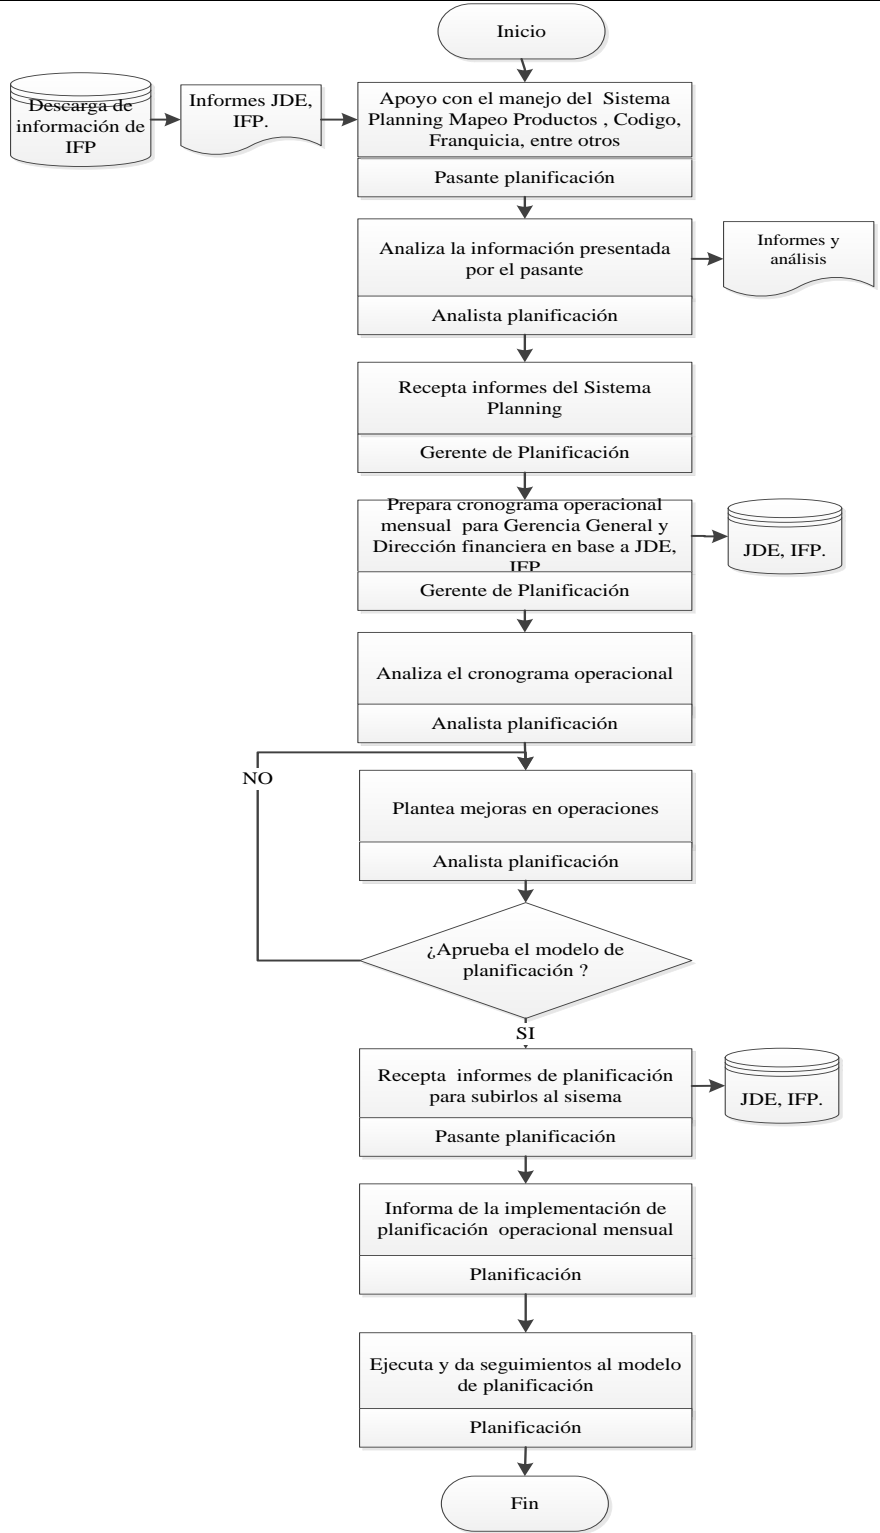 Inicio
Descarga de
información de
IFP
Informes JDE,
IFP.
Apoyo con el manejo del Sistema
Planning Mapeo Productos , Codigo,
Franquicia, entre otros
Pasante planificación
Analiza la información presentada
por el pasante
Informes y
análisis
Analista planificación
Recepta informes del Sistema
Planning
Gerente de Planificación
Prepara cronograma operacional
mensual para Gerencia General y
Dirección financiera en base a JDE,
IFP
JDE, IFP.
Gerente de Planificación
Analiza el cronograma operacional
Analista planificación
NO
Plantea mejoras en operaciones
Analista planificación
¿Aprueba el modelo de
planificación ?
SI
Recepta informes de planificación
para subirlos al sisema
JDE, IFP.
Pasante planificación
Informa de la implementación de
planificación operacional mensual
Planificación
Ejecuta y da seguimientos al modelo
de planificación
Planificación
Fin